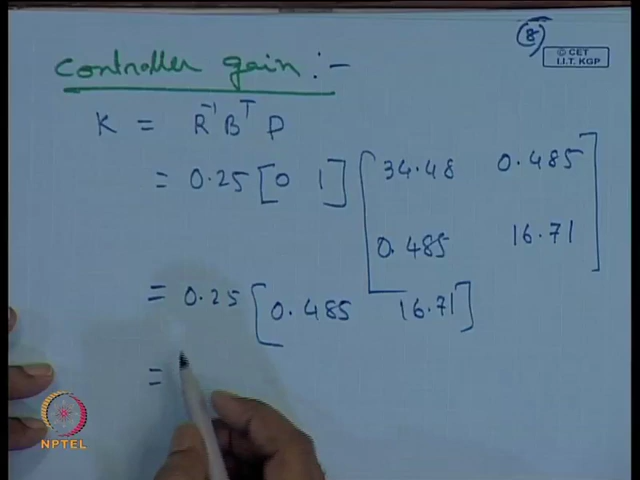 (8)
© CET
I.I.T. KGP
Controller gain :-
K = R⁻¹ Bᵀ P
= 0.25 [0 1] [34.48 0.485
0.485 16.71]
= 0.25 [0.485 16.71]
=
NPTEL